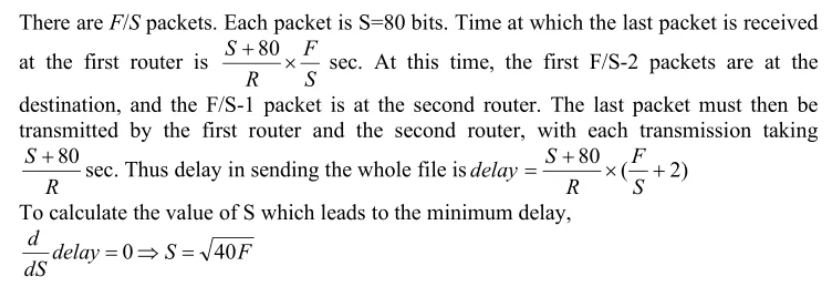 There are F/S packets. Each packet is S=80 bits. Time at which the last packet is received
at the first router is \frac{S+80}{R} \times \frac{F}{S} sec. At this time, the first F/S-2 packets are at the
destination, and the F/S-1 packet is at the second router. The last packet must then be
transmitted by the first router and the second router, with each transmission taking
\frac{S+80}{R} sec. Thus delay in sending the whole file is delay = \frac{S+80}{R} \times (\frac{F}{S} + 2)
To calculate the value of S which leads to the minimum delay,
\frac{d}{dS} delay = 0 \Rightarrow S = \sqrt{40F}